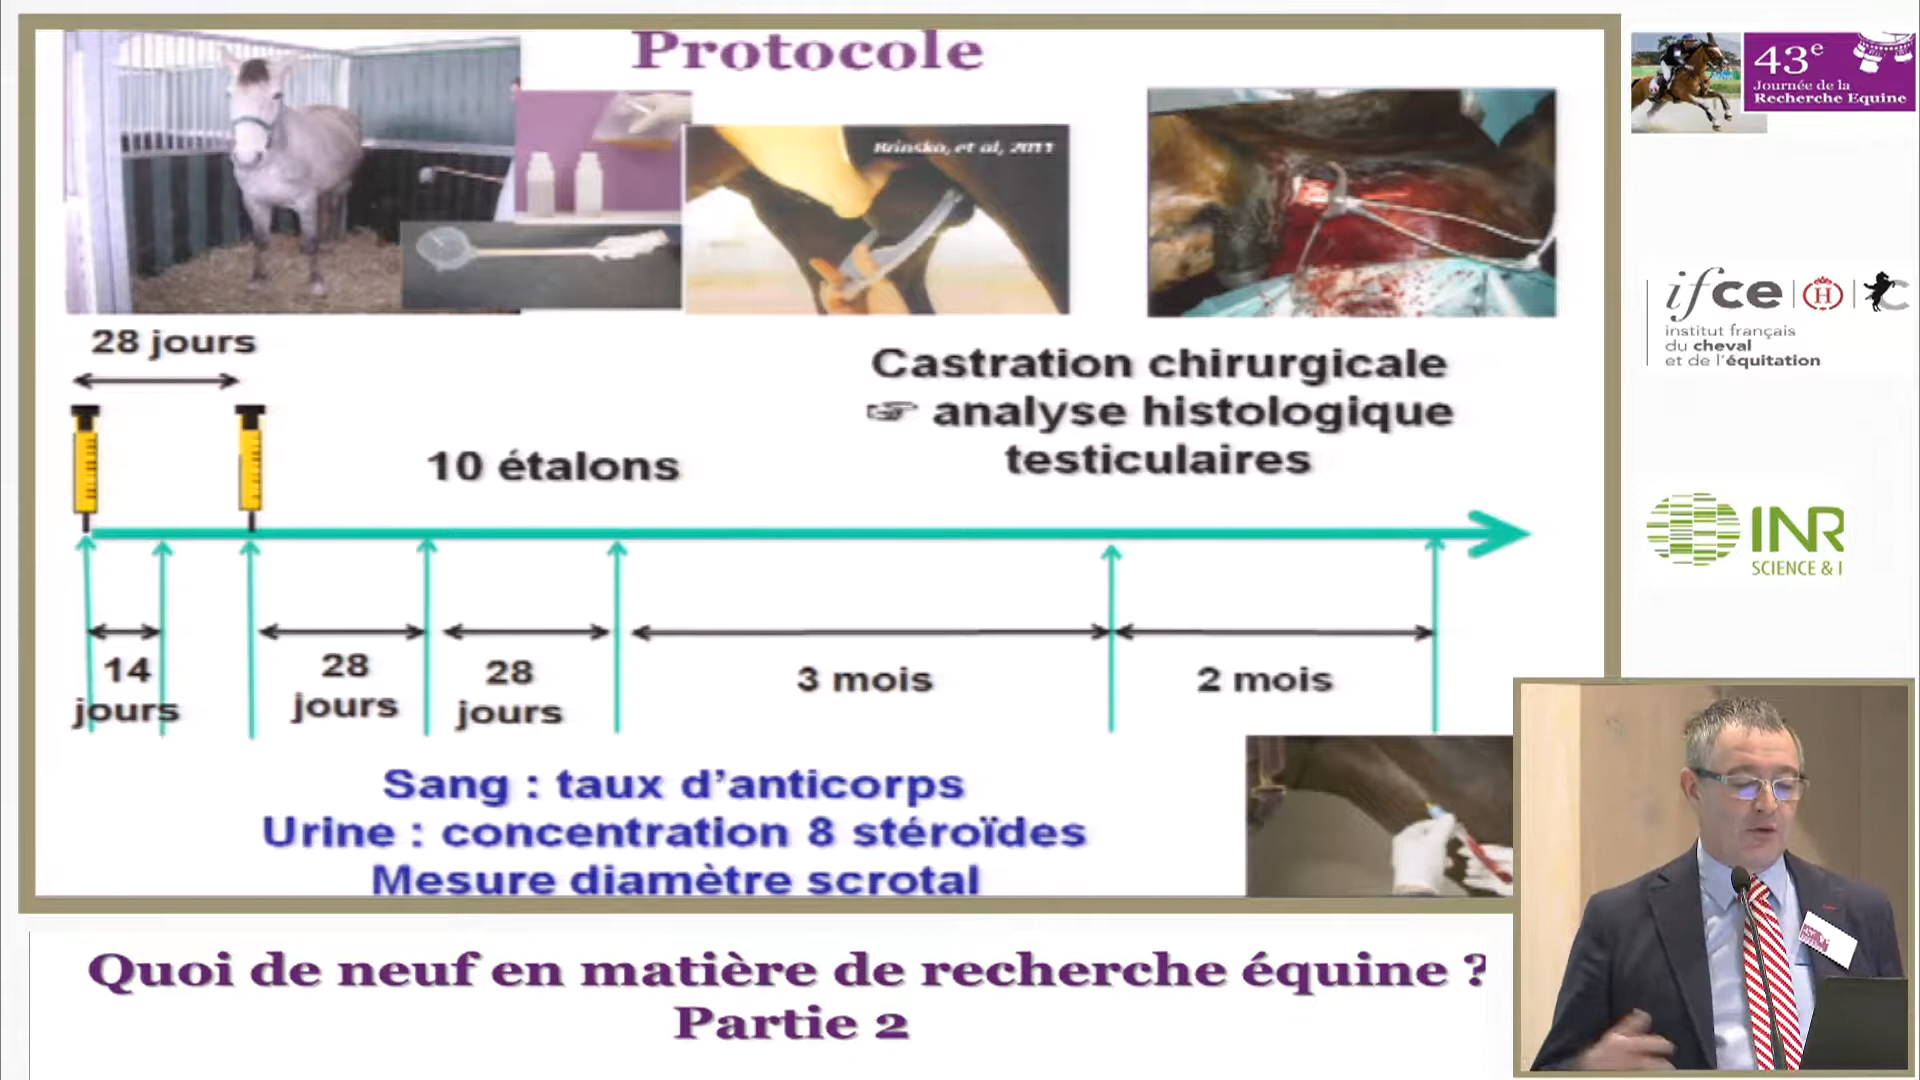 Protocole
Brinsko, et al, 2011
28 jours
Castration chirurgicale
☞ analyse histologique
testiculaires
10 étalons
14
jours
28
jours
28
jours
3 mois
2 mois
Sang : taux d’anticorps
Urine : concentration 8 stéroïdes
Mesure diamètre scrotal
43e
Journée de la
Recherche Equine
ifce
H
institut français
du cheval
et de l'équitation
INR
SCIENCE & I
Quoi de neuf en matière de recherche équine ?
Partie 2